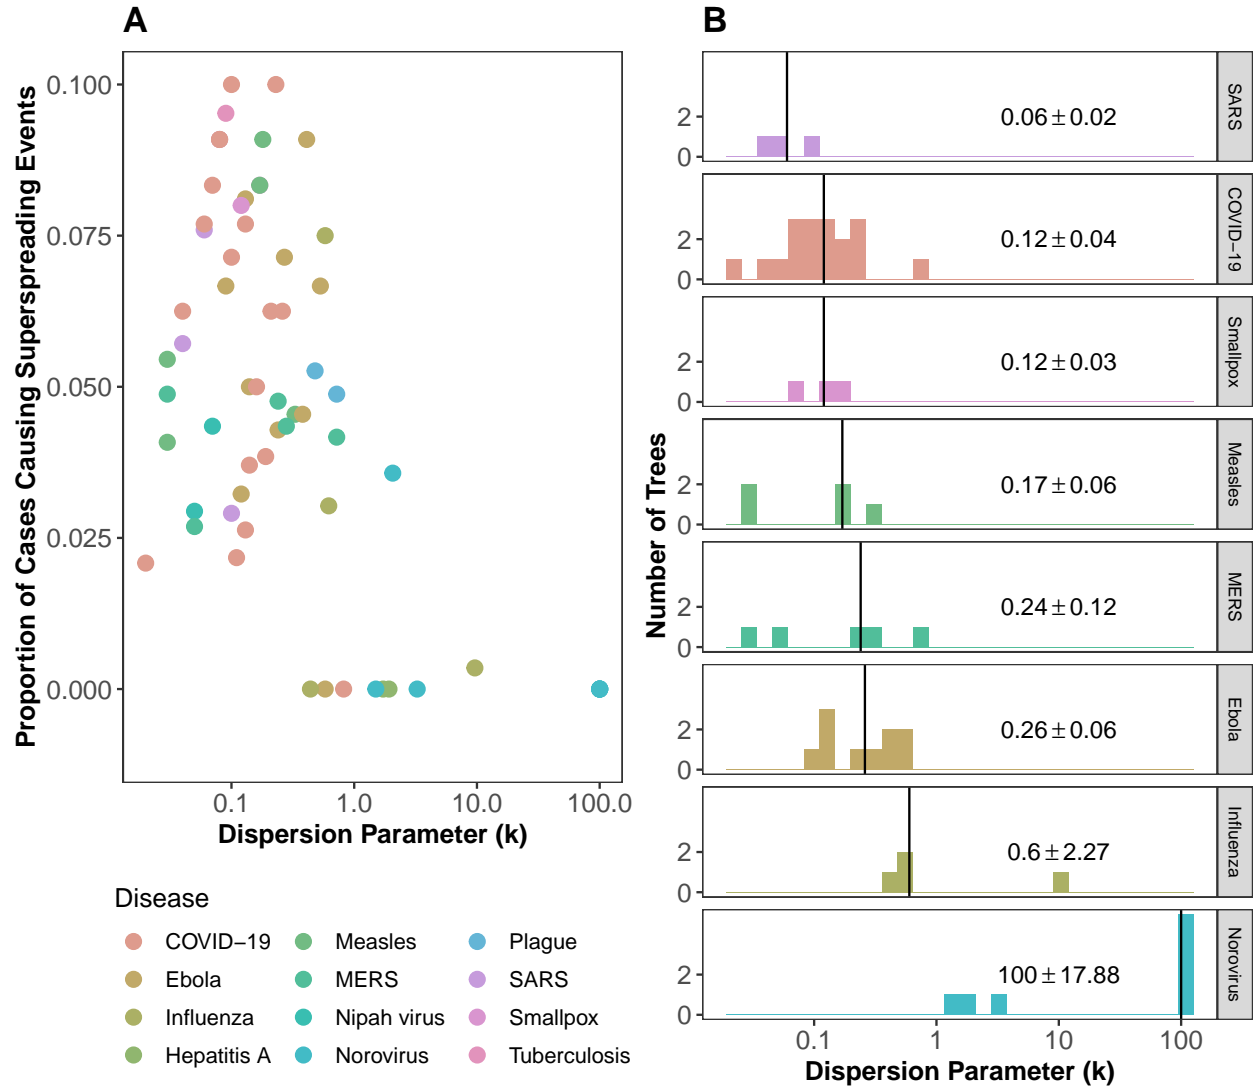 A
Proportion of Cases Causing Superspreading Events
0.100
0.075
0.050
0.025
0.000
0.1 1.0 10.0 100.0
Dispersion Parameter (k)
Disease
COVID−19 Measles Plague
Ebola MERS SARS
Influenza Nipah virus Smallpox
Hepatitis A Norovirus Tuberculosis
B
Number of Trees
2
0
0.06 ± 0.02
SARS
2
0
0.12 ± 0.04
COVID−19
2
0
0.12 ± 0.03
Smallpox
2
0
0.17 ± 0.06
Measles
2
0
0.24 ± 0.12
MERS
2
0
0.26 ± 0.06
Ebola
2
0
0.6 ± 2.27
Influenza
2
0
100 ± 17.88
Norovirus
0.1 1 10 100
Dispersion Parameter (k)